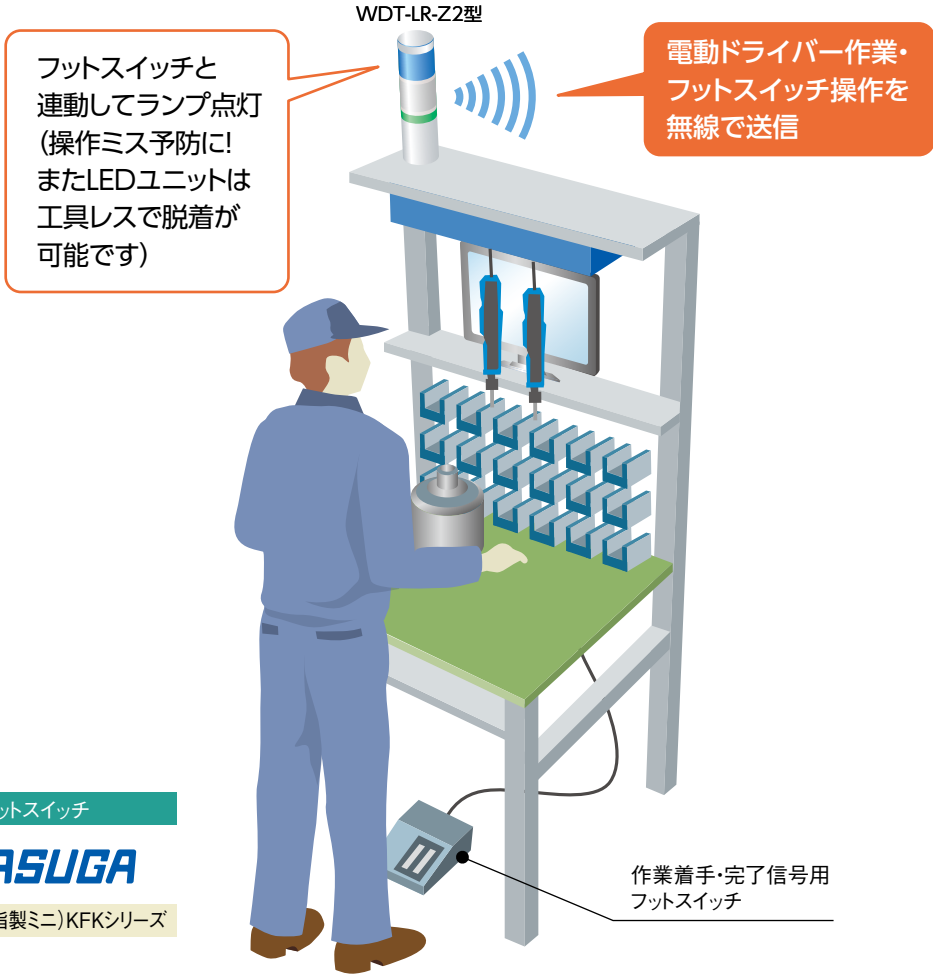 WDT-LR-Z2型
フットスイッチと
連動してランプ点灯
(操作ミス予防に!
またLEDユニットは
工具レスで脱着が
可能です)
電動ドライバー作業・
フットスイッチ操作を
無線で送信
ットスイッチ
ASUGA
製ミニ)KFKシリーズ
作業着手・完了信号用
フットスイッチ